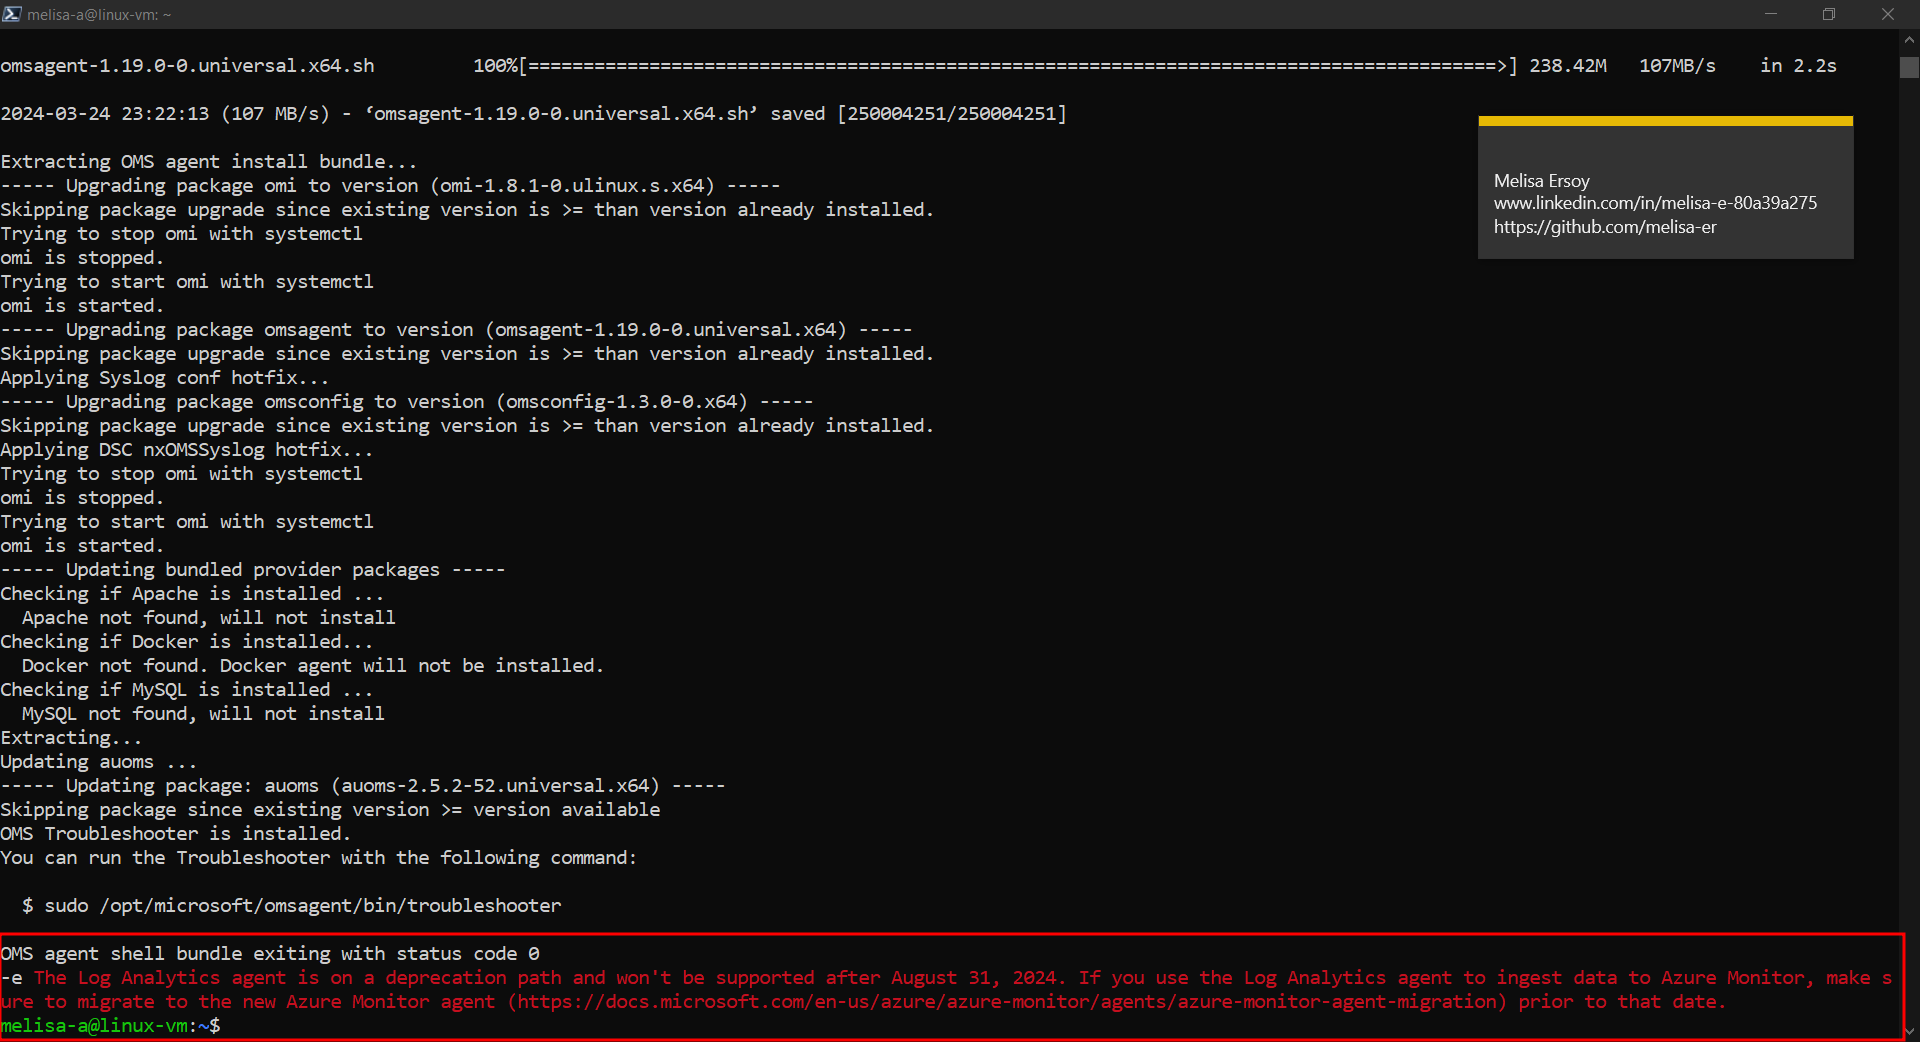 melisa-a@linux-vm: ~
omsagent-1.19.0-0.universal.x64.sh         100%[========================================================================================>] 238.42M   107MB/s    in 2.2s
2024-03-24 23:22:13 (107 MB/s) - ‘omsagent-1.19.0-0.universal.x64.sh’ saved [250004251/250004251]
Melisa Ersoy
www.linkedin.com/in/melisa-e-80a39a275
https://github.com/melisa-er
Extracting OMS agent install bundle...
----- Upgrading package omi to version (omi-1.8.1-0.ulinux.s.x64) -----
Skipping package upgrade since existing version is >= than version already installed.
Trying to stop omi with systemctl
omi is stopped.
Trying to start omi with systemctl
omi is started.
----- Upgrading package omsagent to version (omsagent-1.19.0-0.universal.x64) -----
Skipping package upgrade since existing version is >= than version already installed.
Applying Syslog conf hotfix...
----- Upgrading package omsconfig to version (omsconfig-1.3.0-0.x64) -----
Skipping package upgrade since existing version is >= than version already installed.
Applying DSC nxOMSSyslog hotfix...
Trying to stop omi with systemctl
omi is stopped.
Trying to start omi with systemctl
omi is started.
----- Updating bundled provider packages -----
Checking if Apache is installed ...
  Apache not found, will not install
Checking if Docker is installed...
  Docker not found. Docker agent will not be installed.
Checking if MySQL is installed ...
  MySQL not found, will not install
Extracting...
Updating auoms ...
----- Updating package: auoms (auoms-2.5.2-52.universal.x64) -----
Skipping package since existing version >= version available
OMS Troubleshooter is installed.
You can run the Troubleshooter with the following command:
  $ sudo /opt/microsoft/omsagent/bin/troubleshooter
OMS agent shell bundle exiting with status code 0
-e The Log Analytics agent is on a deprecation path and won't be supported after August 31, 2024. If you use the Log Analytics agent to ingest data to Azure Monitor, make s
ure to migrate to the new Azure Monitor agent (https://docs.microsoft.com/en-us/azure/azure-monitor/agents/azure-monitor-agent-migration) prior to that date.
melisa-a@linux-vm:~$